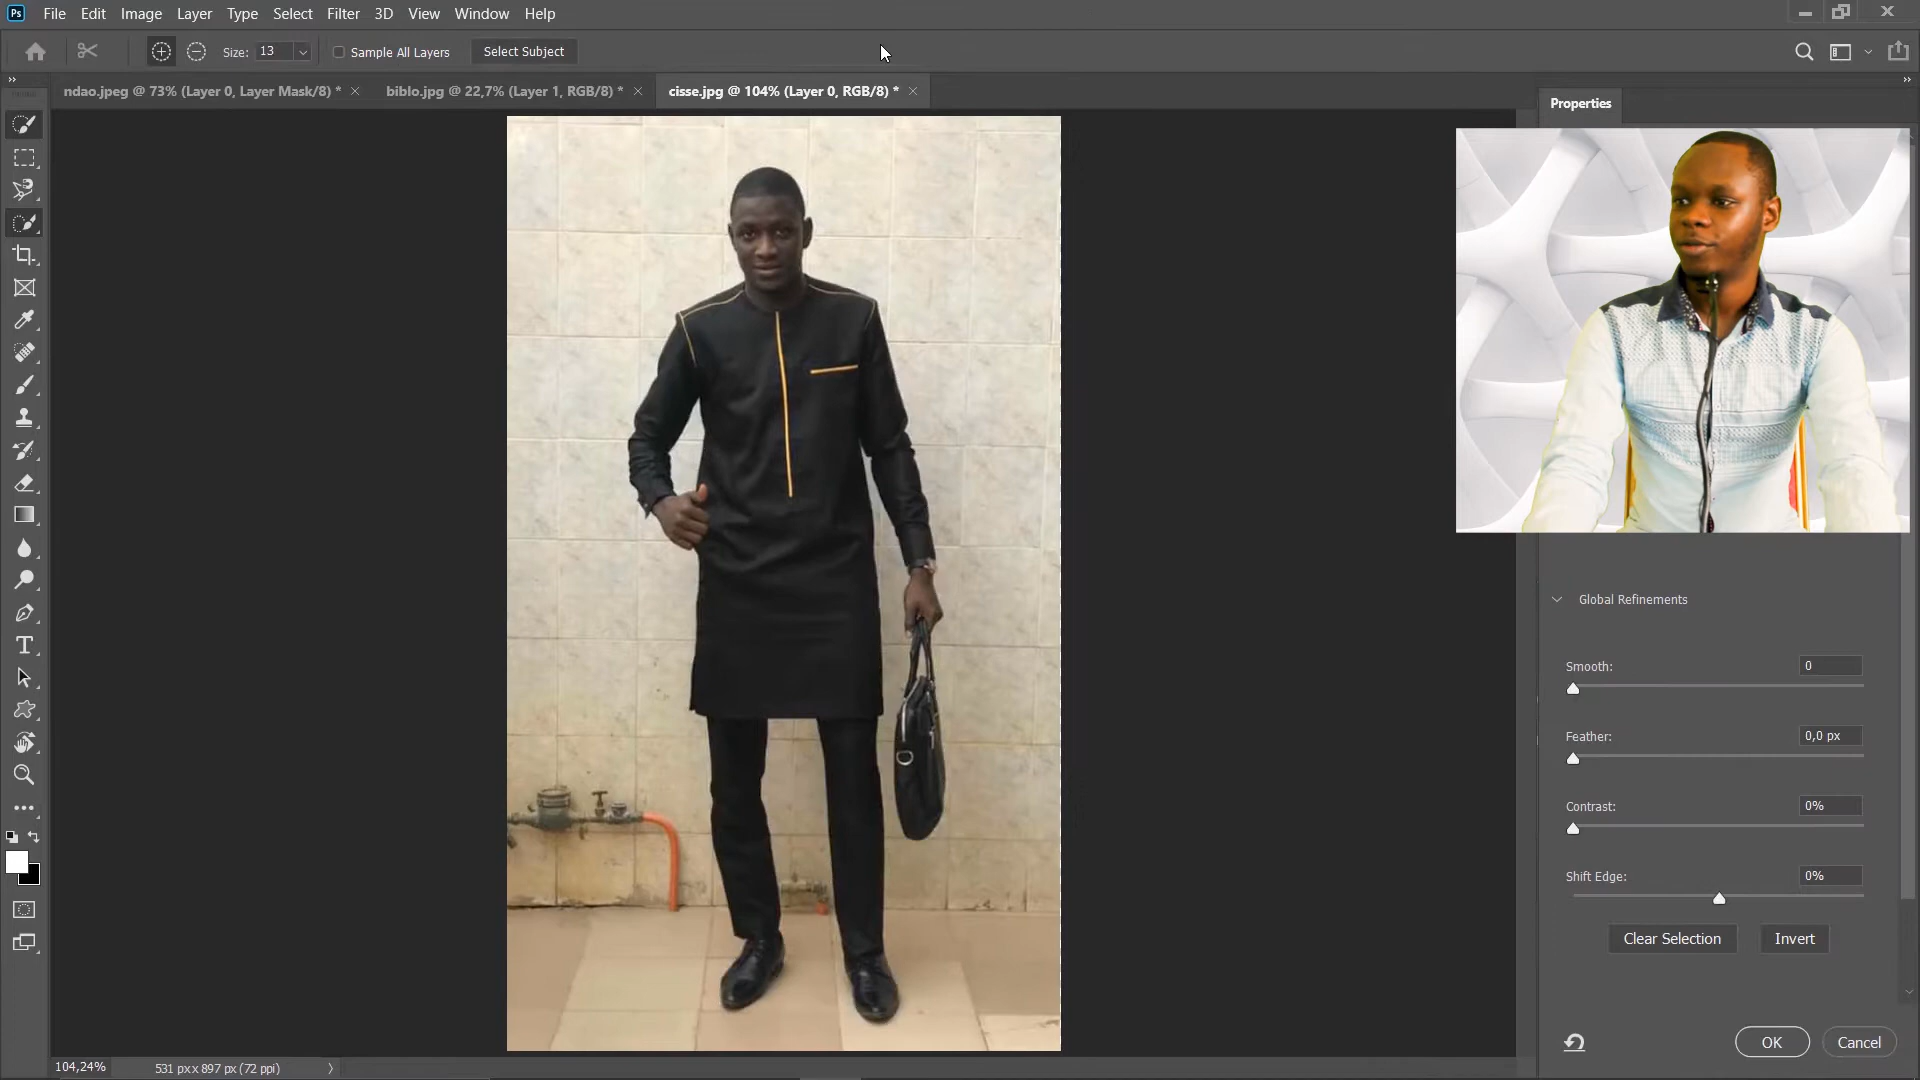 Ps File Edit Image Layer Type Select Filter 3D View Window Help
Size: 13 Sample All Layers Select Subject
ndao.jpeg @ 73% (Layer 0, Layer Mask/8) * biblo.jpg @ 22,7% (Layer 1, RGB/8) * cisse.jpg @ 104% (Layer 0, RGB/8) *
Properties
Global Refinements
Smooth: 0
Feather: 0,0 px
Contrast: 0%
Shift Edge: 0%
Clear Selection Invert
OK Cancel
104,24% 531 px x 897 px (72 ppi)